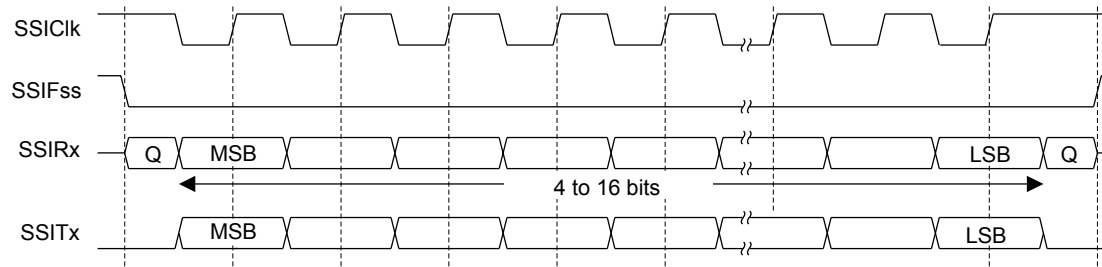 SSIClk
SSIFss
SSIRx
Q MSB LSB Q
4 to 16 bits
SSITx
MSB LSB